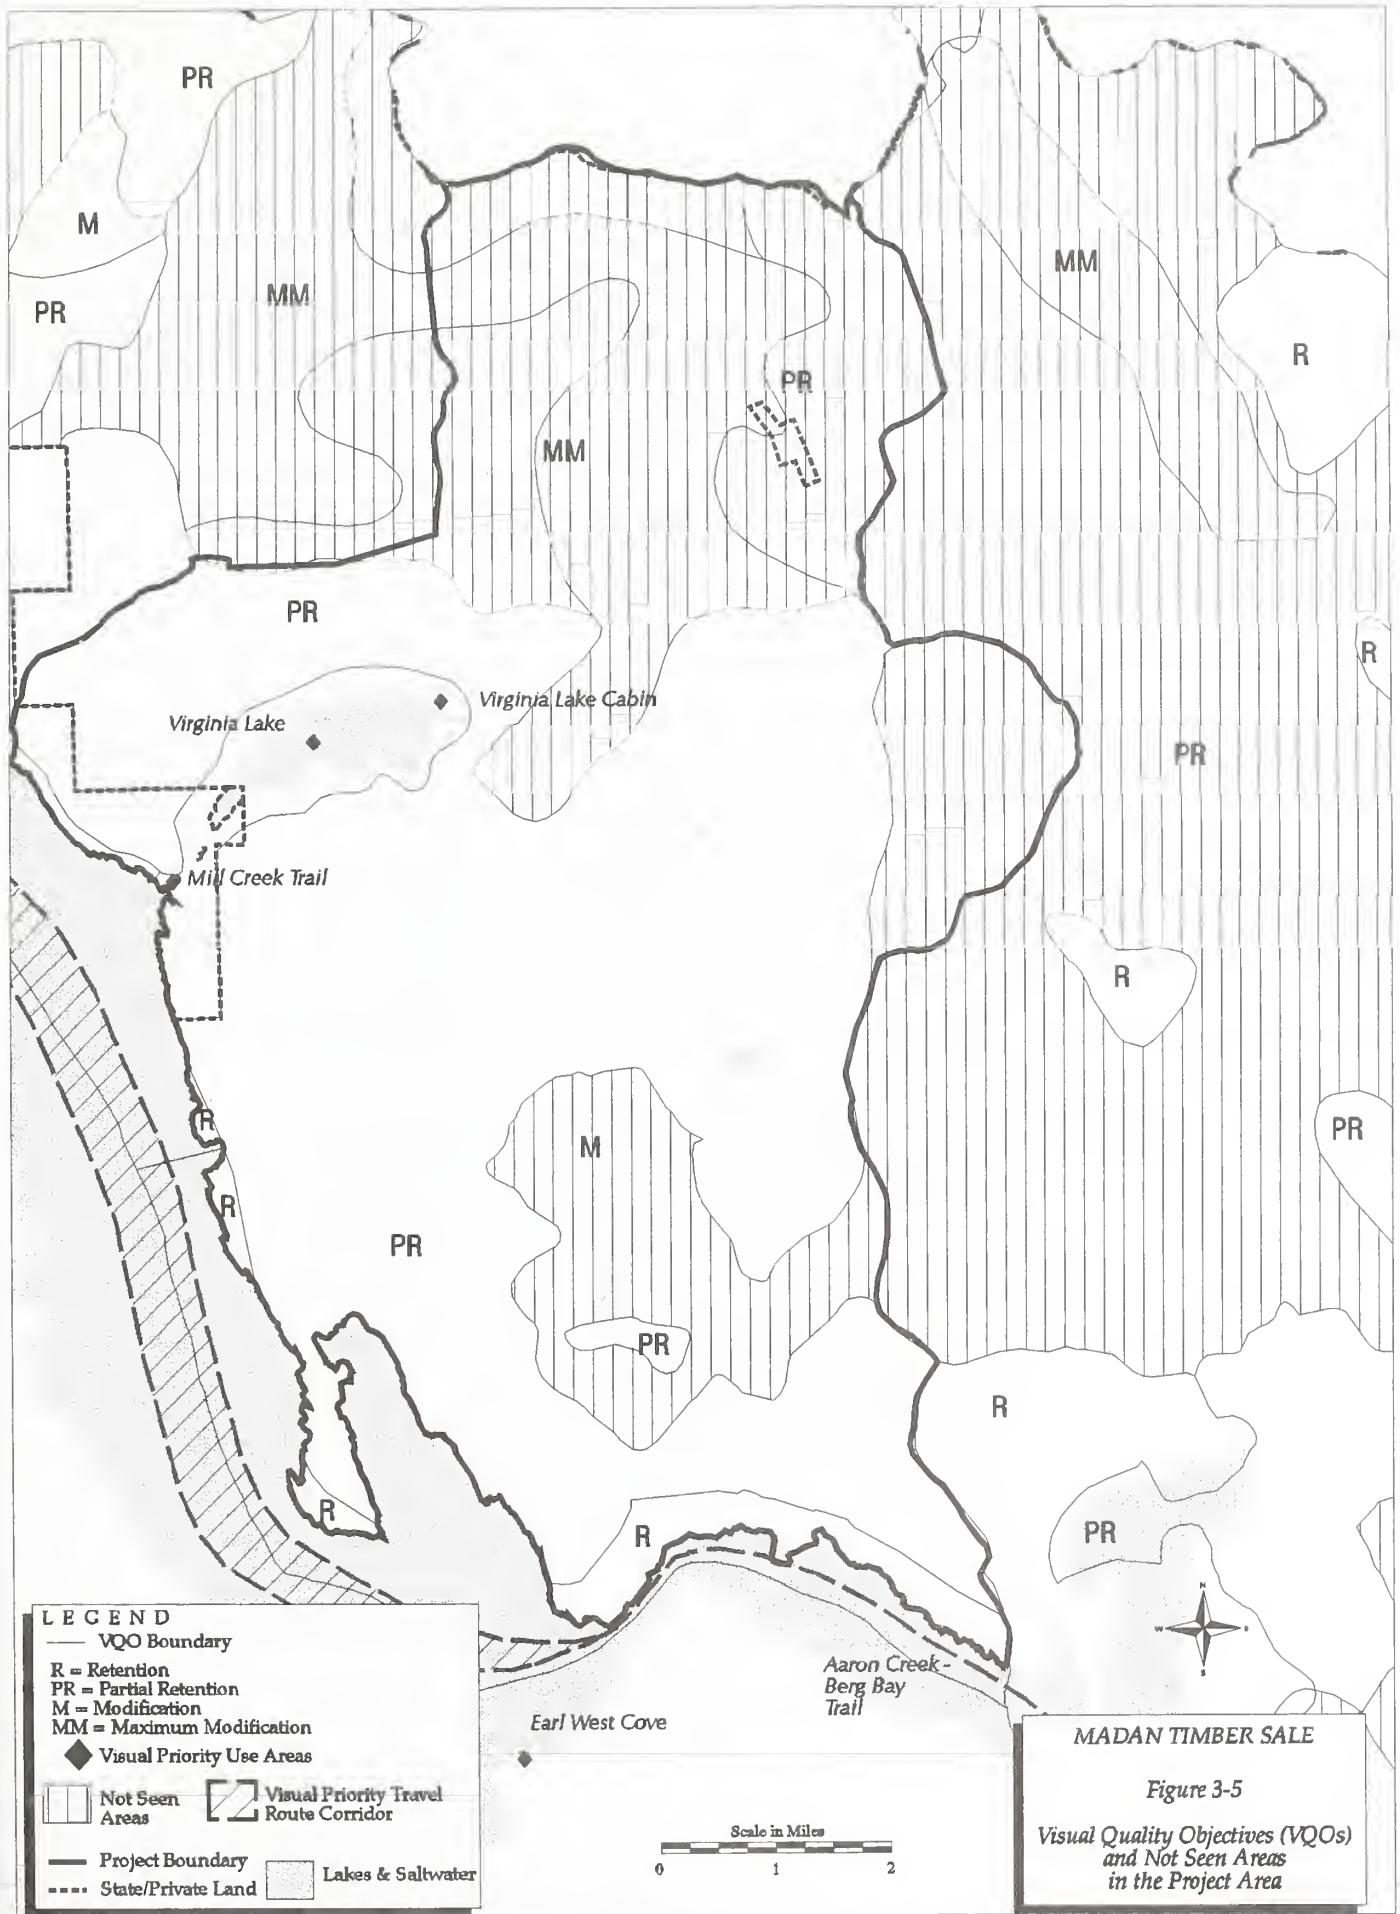 PR
M
PR
MM
MM
R
PR
MM
PR
R
Virginia Lake Cabin
Virginia Lake
PR
Mill Creek Trail
R
R
M
PR
R
PR
PR
R
R
R
PR
N
W
E
S
Aaron Creek -
Berg Bay
Trail
Earl West Cove
LEGEND
VQO Boundary
R = Retention
PR = Partial Retention
M = Modification
MM = Maximum Modification
Visual Priority Use Areas
Not Seen
Areas
Visual Priority Travel
Route Corridor
Project Boundary
State/Private Land
Lakes & Saltwater
Scale in Miles
0 1 2
MADAN TIMBER SALE
Figure 3-5
Visual Quality Objectives (VQOs)
and Not Seen Areas
in the Project Area